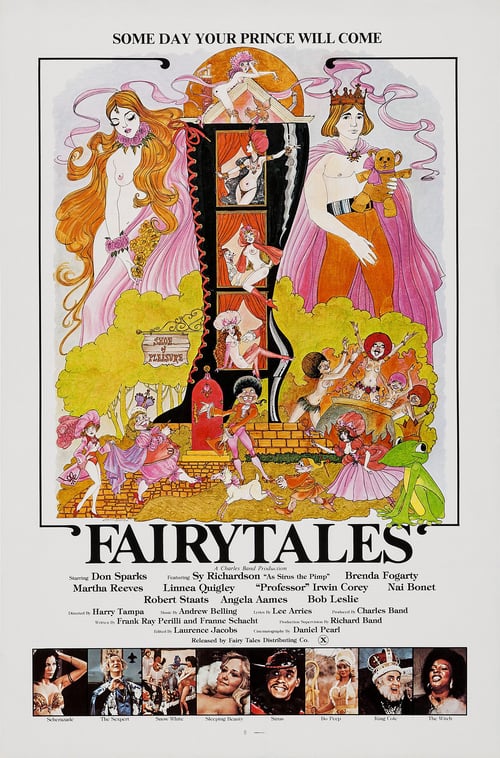 SOME DAY YOUR PRINCE WILL COME
SHOE
of
PLEASURE
FAIRYTALES
A Charles Band Production
Starring Don Sparks Featuring Sy Richardson "As Sirus the Pimp" Brenda Fogarty
Martha Reeves Linnea Quigley "Professor" Irwin Corey Nai Bonet
Robert Staats Angela Aames Bob Leslie
Directed By Harry Tampa Music By Andrew Belling Lyrics by Lee Arries Produced By Charles Band
Written By Frank Ray Perilli and Franne Schacht Production Supervision By Richard Band
Edited By Laurence Jacobs Cinematography By Daniel Pearl
Released by Fairy Tales Distributing Co. X
Scheherazade The Sexpert Snow White Sleeping Beauty Sirus Bo Peep King Cole The Witch